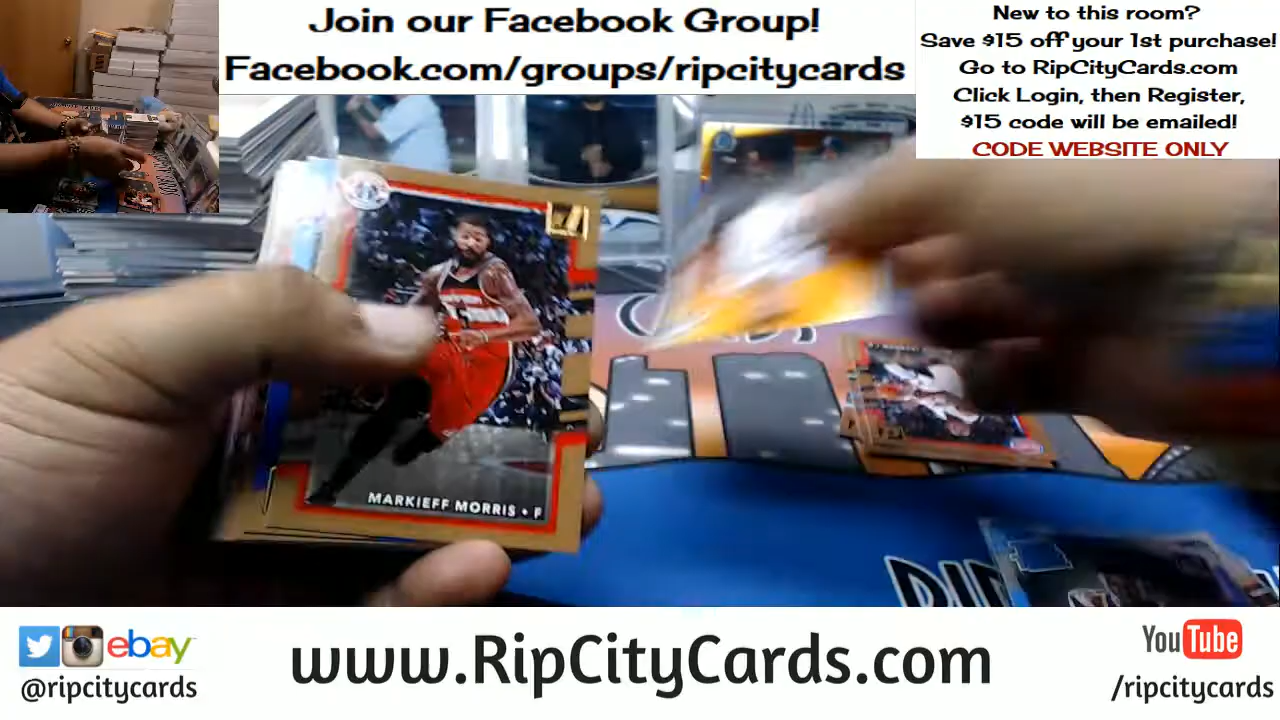 Join our Facebook Group!
Facebook.com/groups/ripcitycards
New to this room?
Save $15 off your 1st purchase!
Go to RipCityCards.com
Click Login, then Register,
$15 code will be emailed!
CODE WEBSITE ONLY
MARKIEFF MORRIS • F
ebay
@ripcitycards
www.RipCityCards.com
YouTube
/ripcitycards